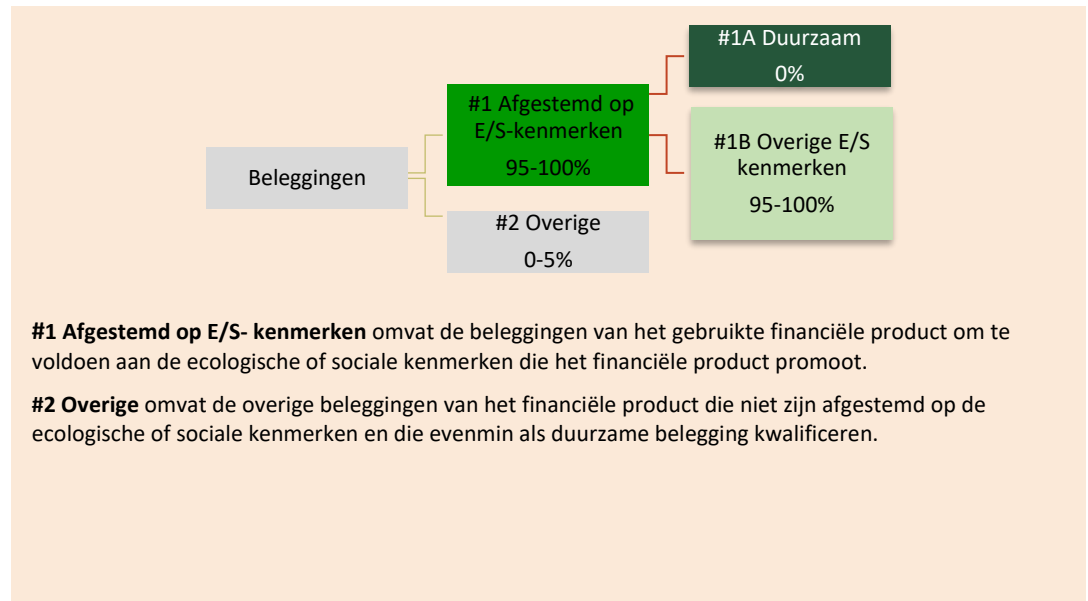 #1A Duurzaam
0%
#1 Afgestemd op
E/S-kenmerken
95-100%
#1B Overige E/S
kenmerken
95-100%
Beleggingen
#2 Overige
0-5%
#1 Afgestemd op E/S- kenmerken omvat de beleggingen van het gebruikte financiële product om te
voldoen aan de ecologische of sociale kenmerken die het financiële product promoot.
#2 Overige omvat de overige beleggingen van het financiële product die niet zijn afgestemd op de
ecologische of sociale kenmerken en die evenmin als duurzame belegging kwalificeren.